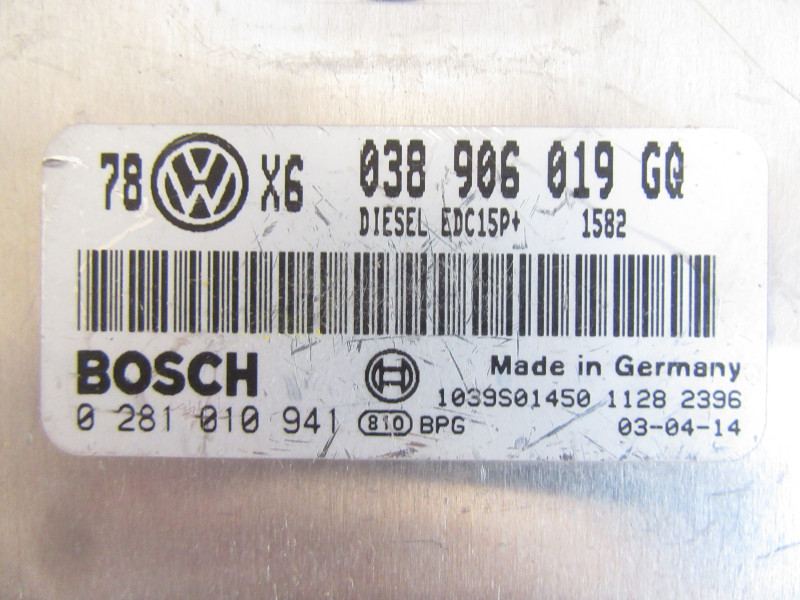 78 VW X6 038 906 019 GQ
DIESEL EDC15P+ 1582
BOSCH Made in Germany
1039S01450 1128 2396
0 281 010 941 810 BPG 03-04-14